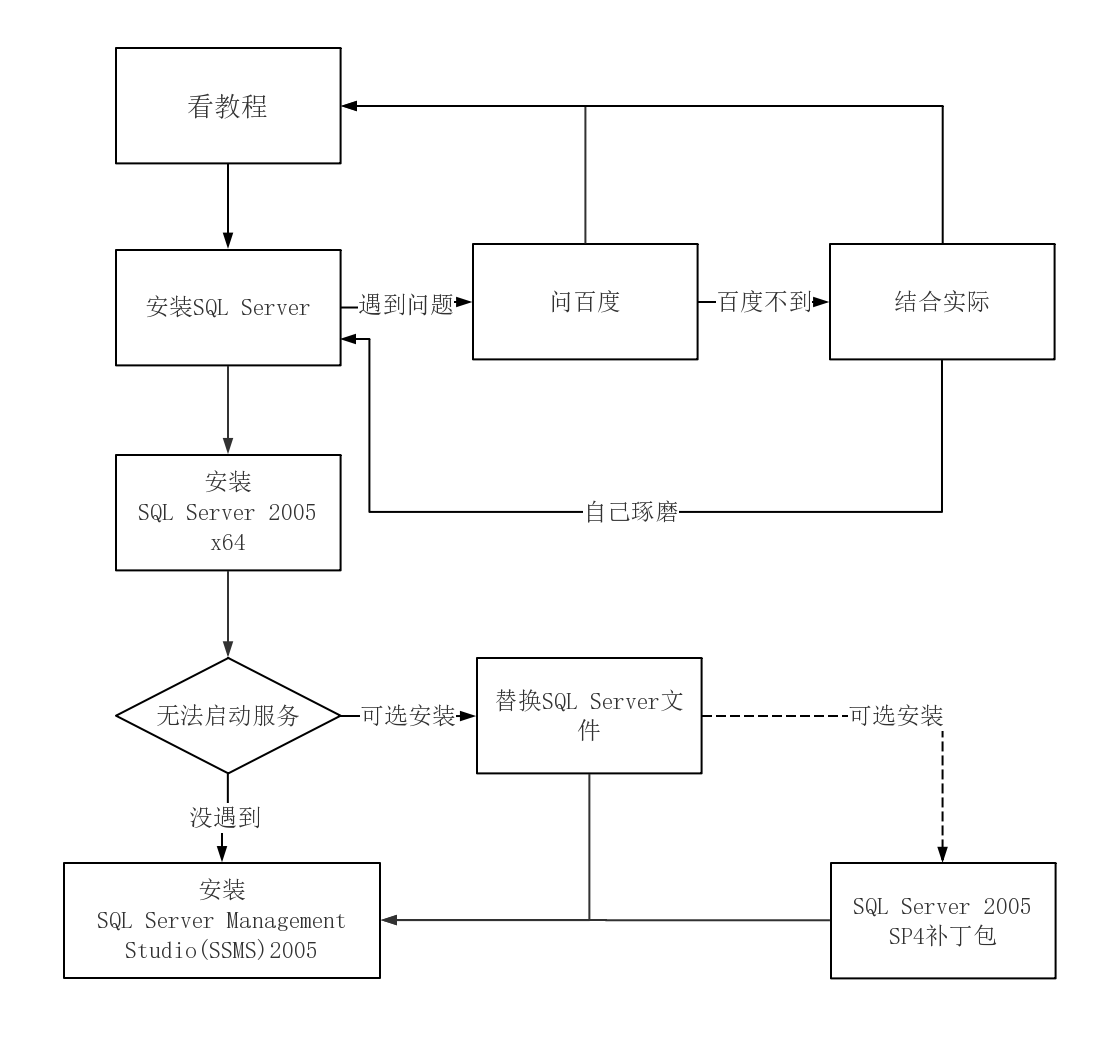 看教程
安装SQL Server
遇到问题
问百度
百度不到
结合实际
安装
SQL Server 2005
x64
自己琢磨
无法启动服务
可选安装
替换SQL Server文
件
可选安装
没遇到
安装
SQL Server Management
Studio(SSMS)2005
SQL Server 2005
SP4补丁包